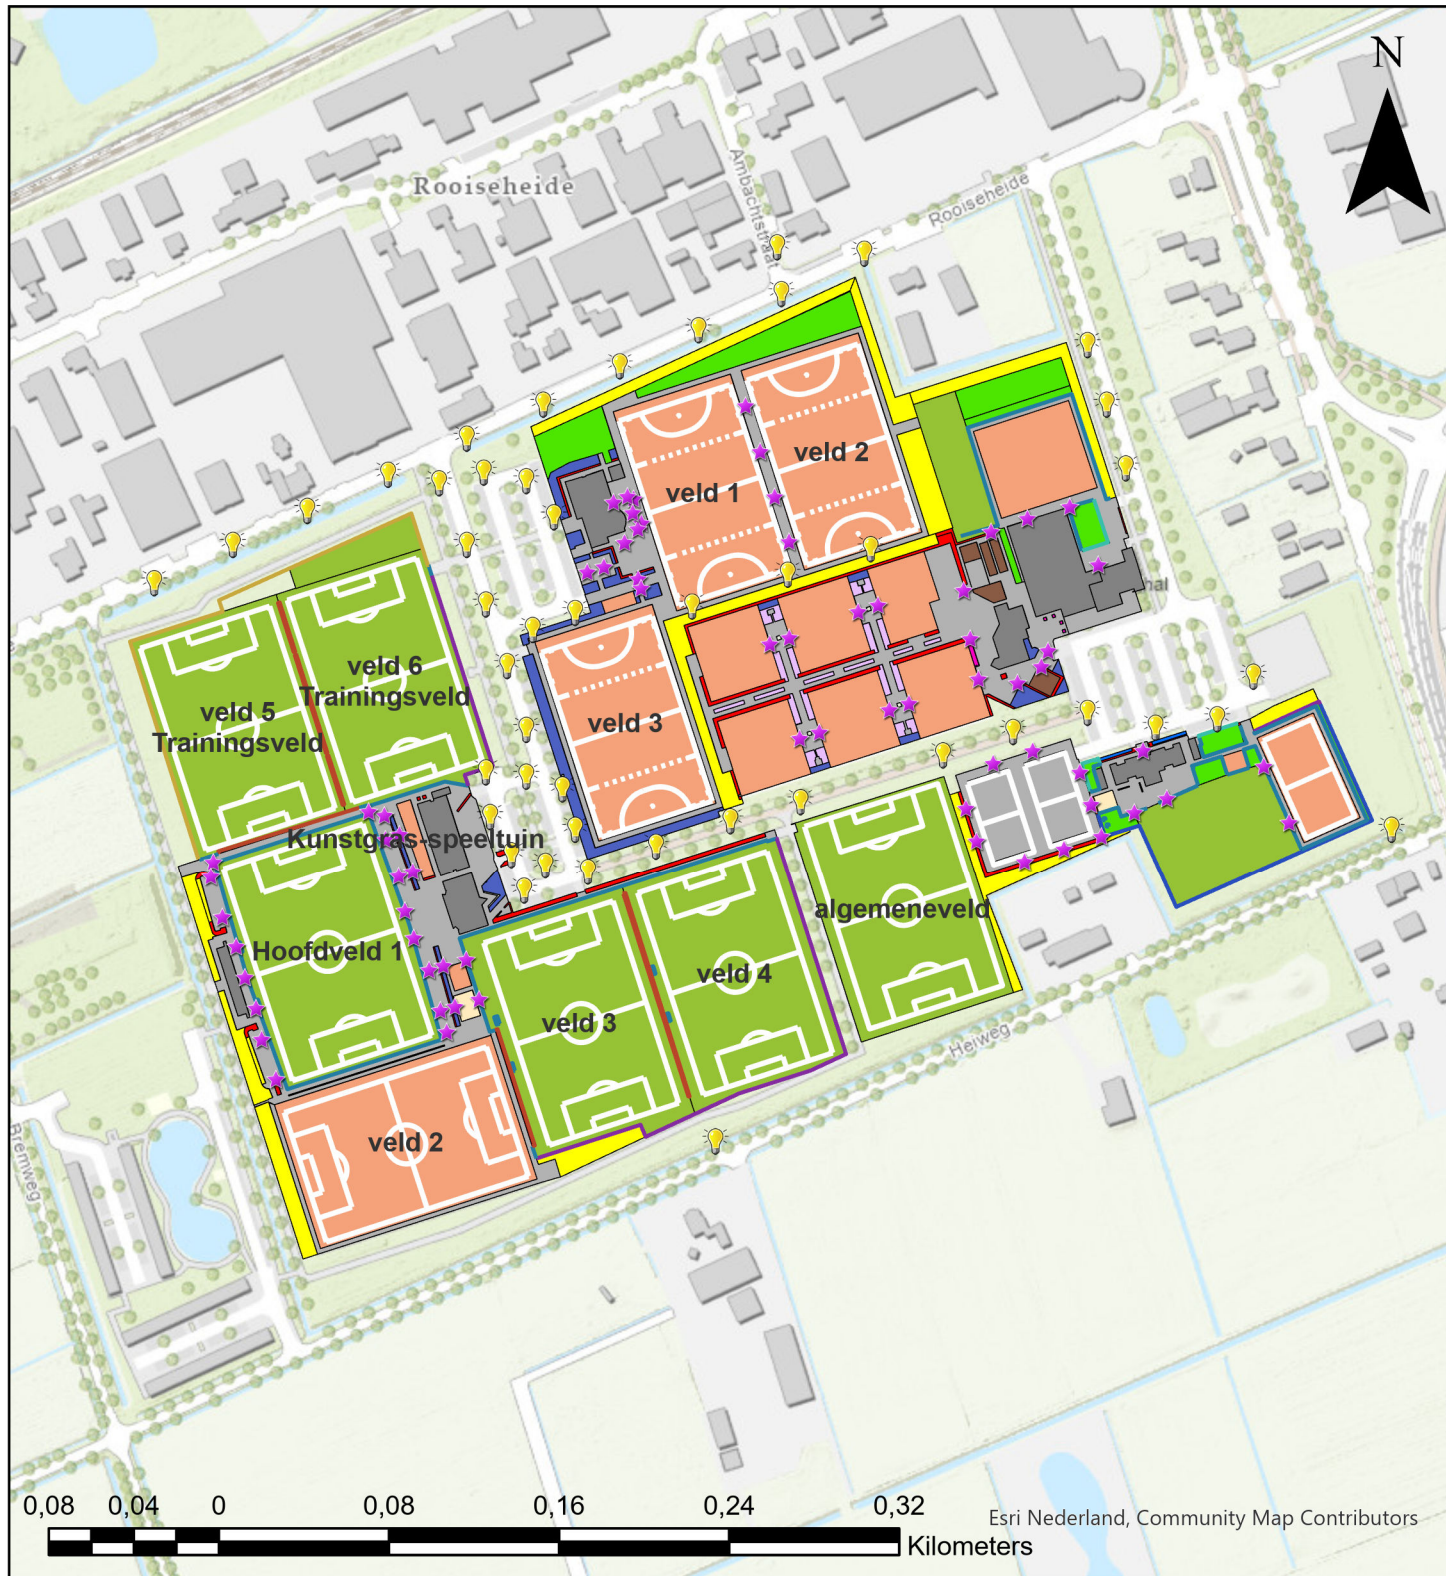 N
Rooiseheide
Ambachtstraat
Rooiseheide
veld 2
veld 1
nal
veld 6
Trainingsveld
veld 5
Trainingsveld
veld 3
Kunstgras-speeltuin
algemeneveld
Hoofdveld 1
veld 4
veld 3
Heiweg
veld 2
Bremweg
0,08 0,04 0 0,08 0,16 0,24 0,32
Kilometers
Esri Nederland, Community Map Contributors